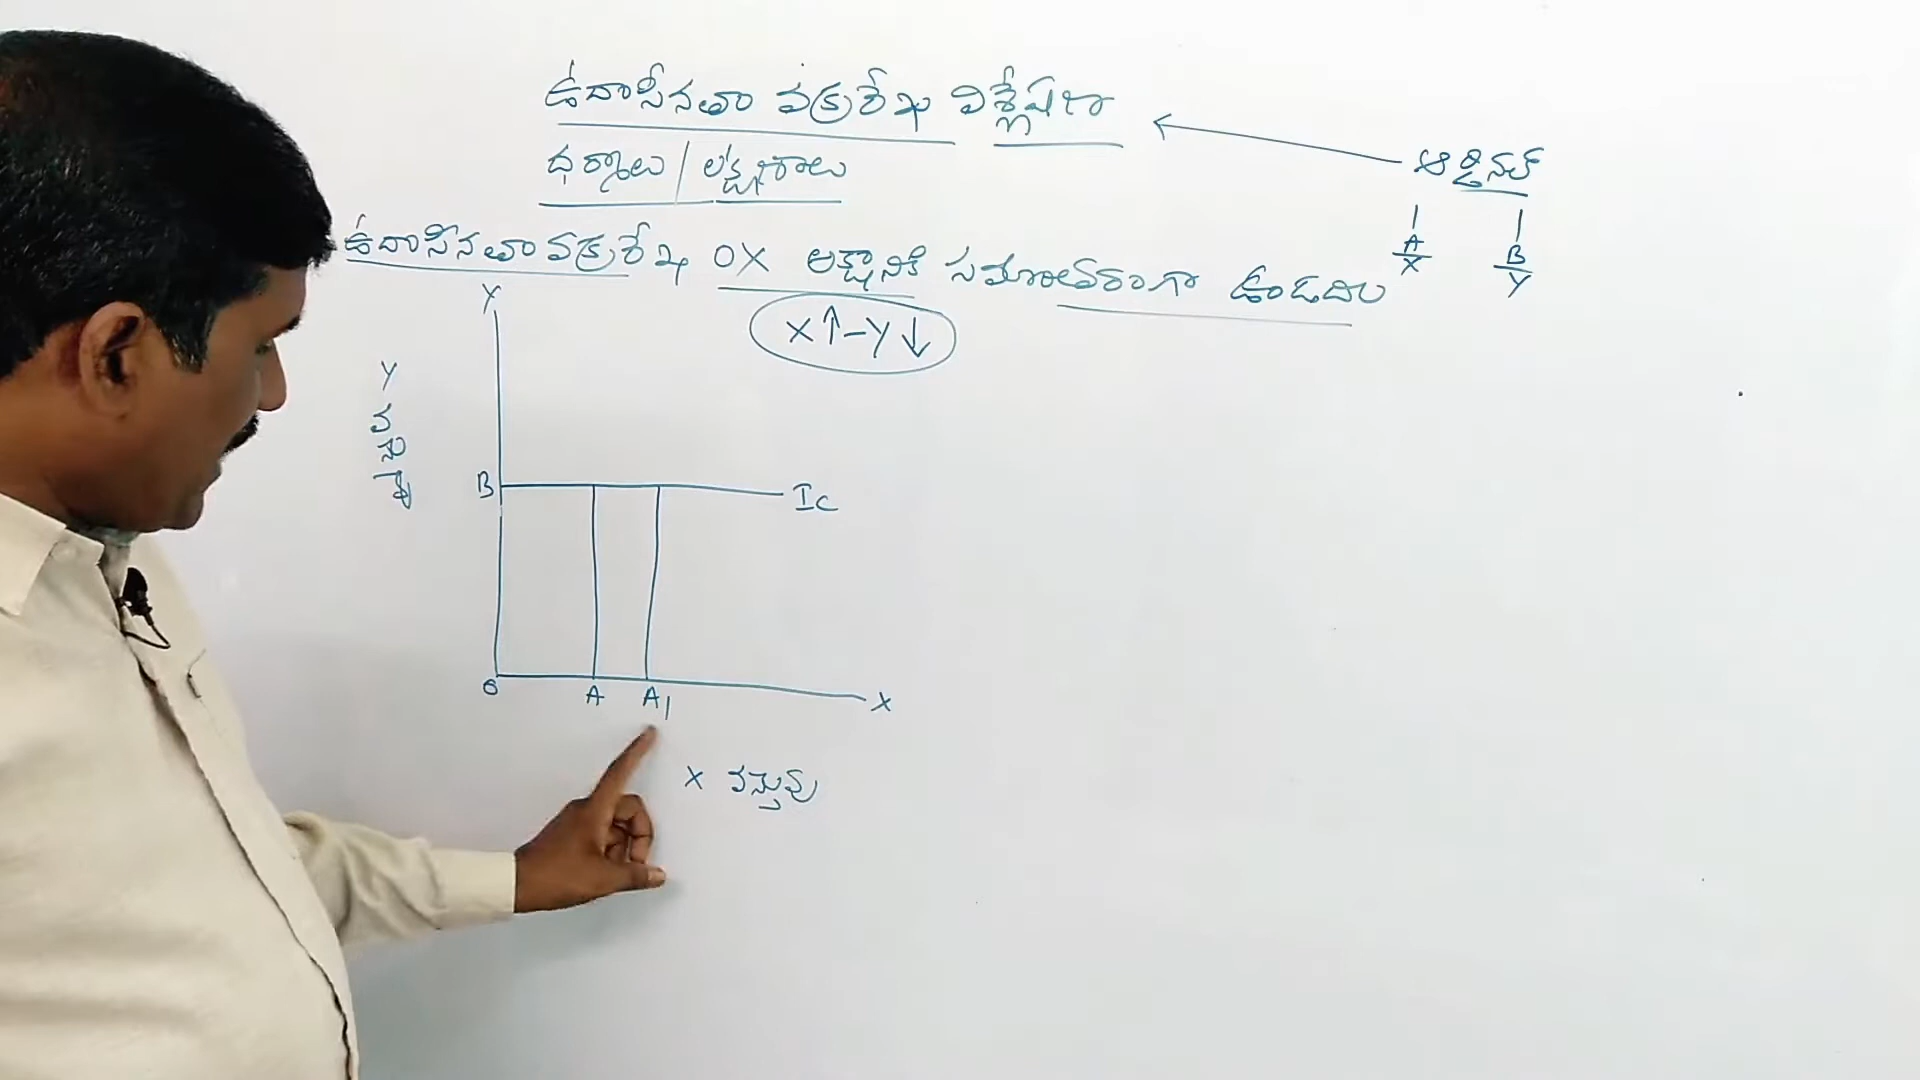 ఉదాసీనతా వక్రరేఖ విశ్లేషణ
ఆర్డినల్
ధర్మాలు / లక్షణాలు
A
X
B
Y
ఉదాసీనతా వక్రరేఖ OX అక్షానికి సమాంతరంగా ఉండదు
X↑-Y↓
Y
Y
B
IC
O
A
A1
X
X వస్తువు